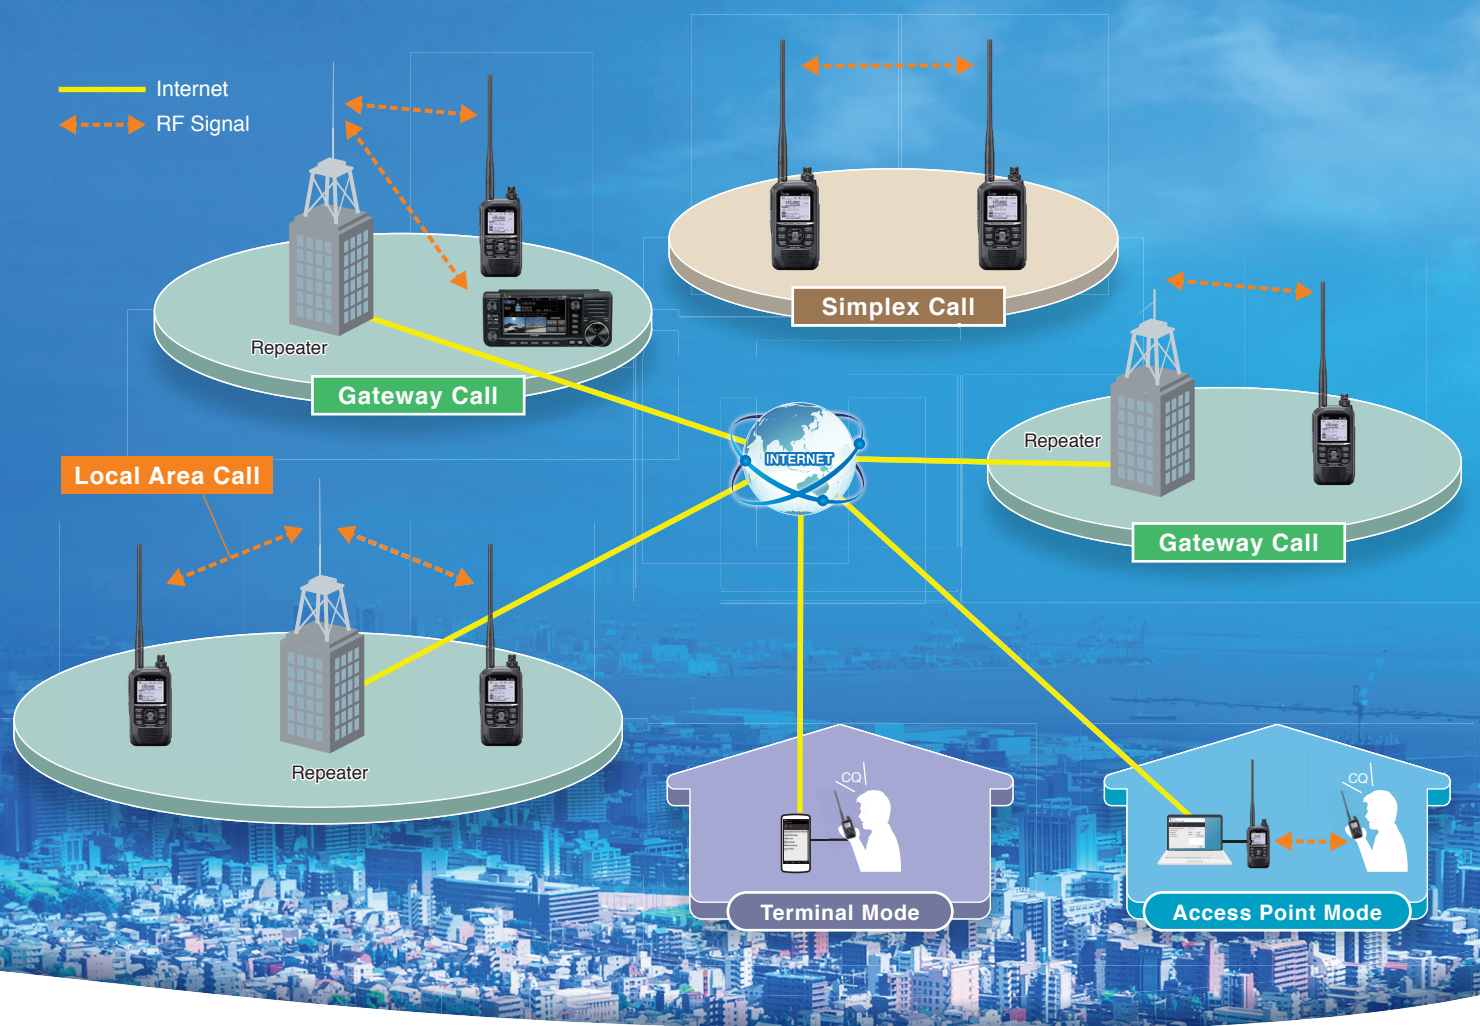 Internet
RF Signal
Repeater
Gateway Call
Simplex Call
Repeater
Gateway Call
INTERNET
Local Area Call
Repeater
CQ
Terminal Mode
CQ
Access Point Mode